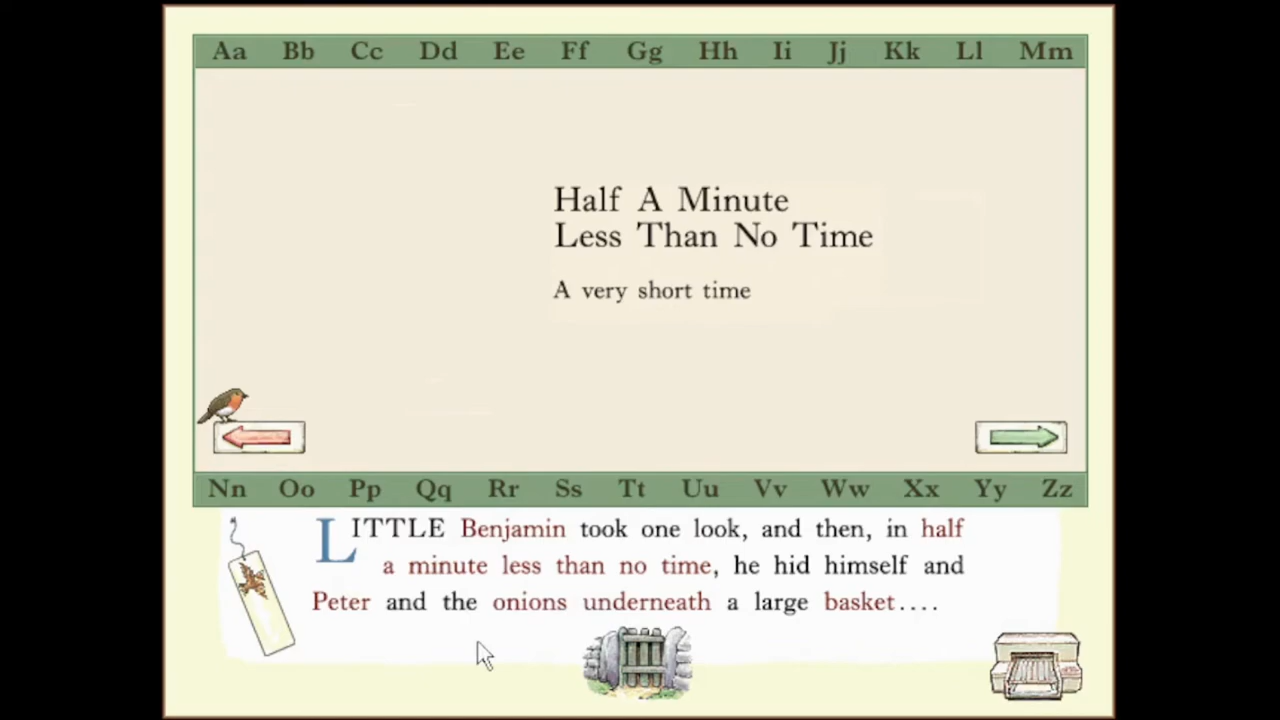 Aa Bb Cc Dd Ee Ff Gg Hh Ii Jj Kk Ll Mm
Half A Minute
Less Than No Time
A very short time
Nn Oo Pp Qq Rr Ss Tt Uu Vv Ww Xx Yy Zz
LITTLE Benjamin took one look, and then, in half
a minute less than no time, he hid himself and
Peter and the onions underneath a large basket....